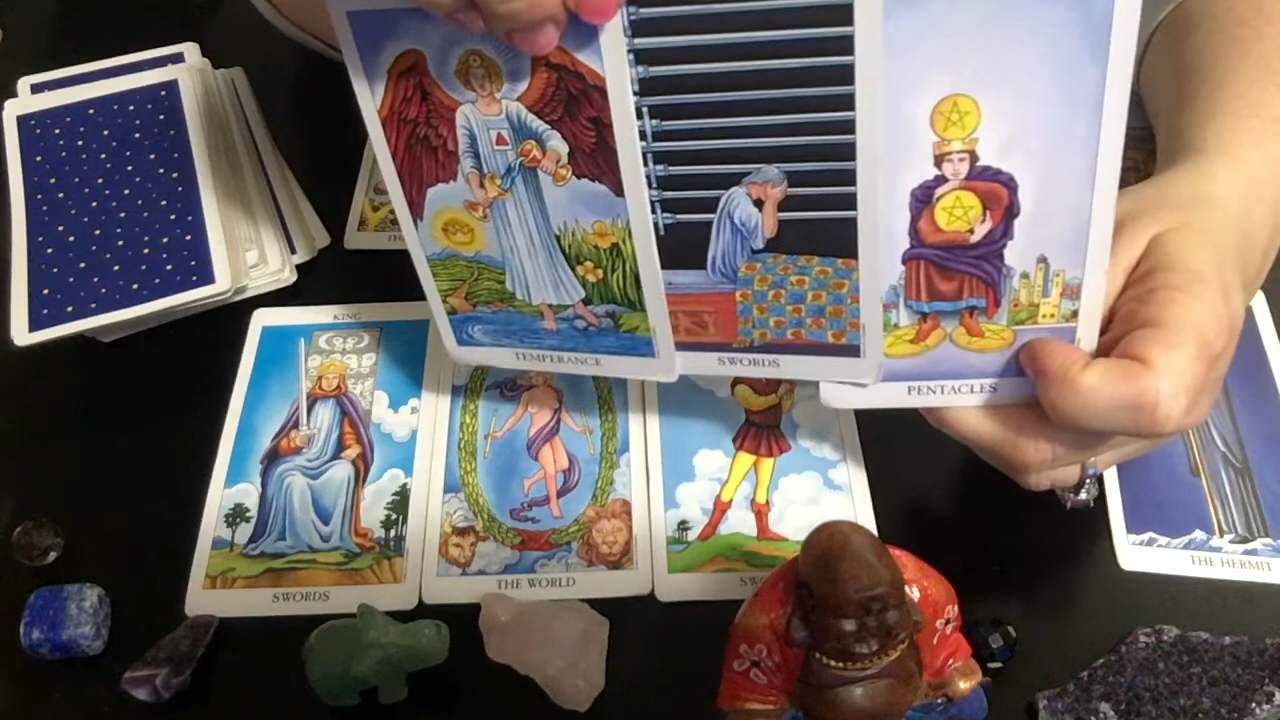 TEMPERANCE
SWORDS
PENTACLES
KING
SWORDS
THE WORLD
THE HERMIT